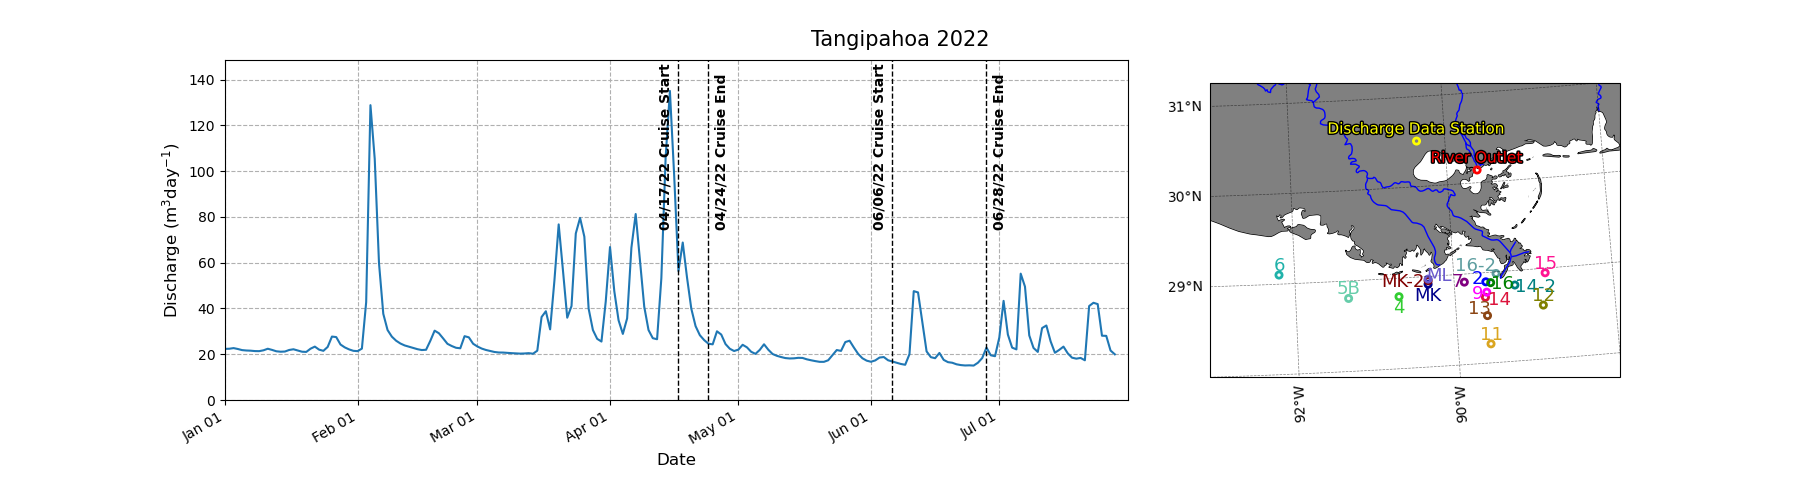 Tangipahoa 2022
Discharge (m³day⁻¹)
140
120
100
80
60
40
20
0
04/17/22 Cruise Start
04/24/22 Cruise End
06/06/22 Cruise Start
06/28/22 Cruise End
Jan 01
Feb 01
Mar 01
Apr 01
May 01
Jun 01
Jul 01
Date
31°N
30°N
29°N
Discharge Data Station
River Outlet
6
5B
4
MK-2
ML
MK
7
16-2
2
16
14-2
15
12
9
14
13
11
92°W
90°W